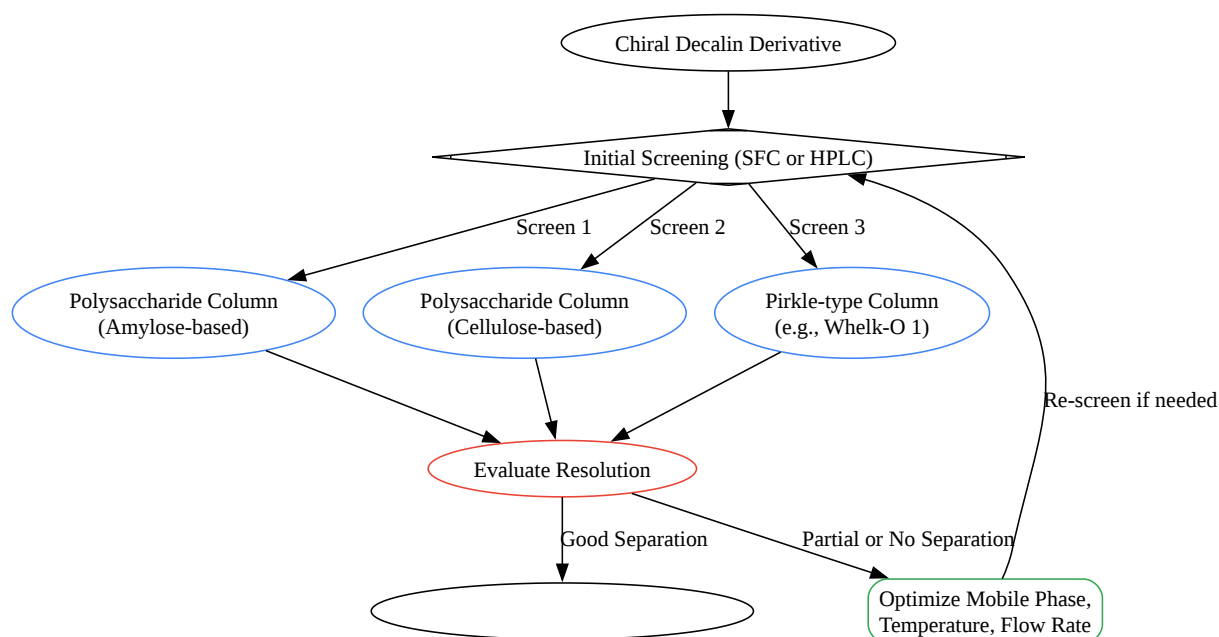 Chiral Decalin Derivative
Initial Screening (SFC or HPLC)
Screen 1
Screen 2
Screen 3
Polysaccharide Column
(Amylose-based)
Polysaccharide Column
(Cellulose-based)
Pirkle-type Column
(e.g., Whelk-O 1)
Re-screen if needed
Evaluate Resolution
Good Separation
Partial or No Separation
Optimize Mobile Phase,
Temperature, Flow Rate